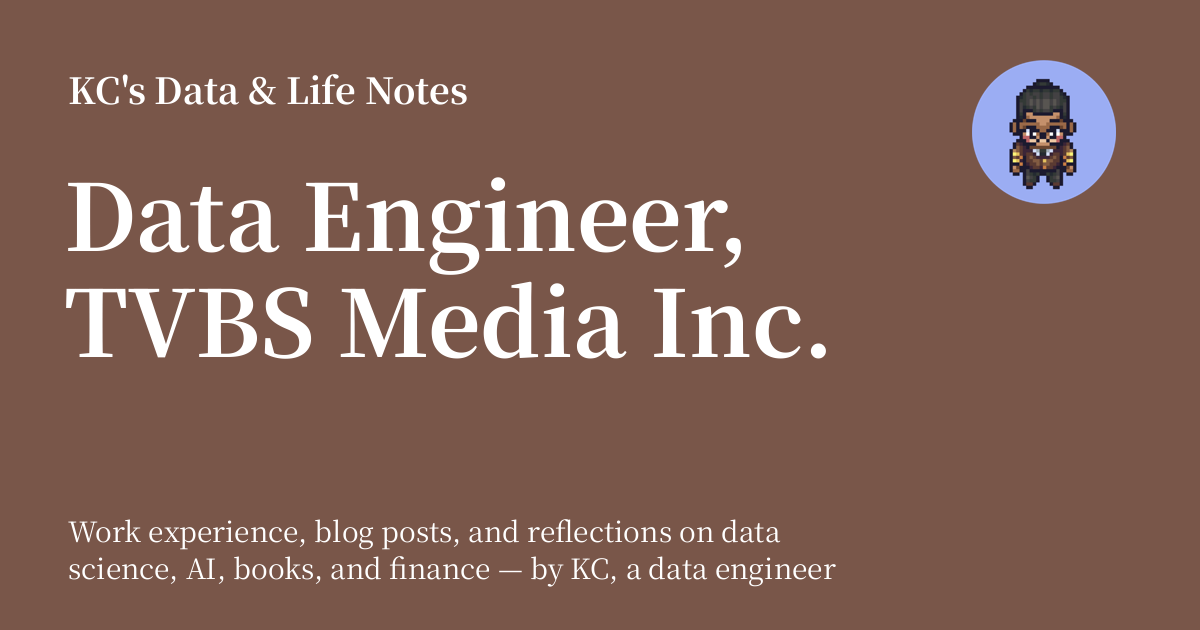 KC's Data & Life Notes
Data Engineer,
TVBS Media Inc.
Work experience, blog posts, and reflections on data
science, AI, books, and finance — by KC, a data engineer